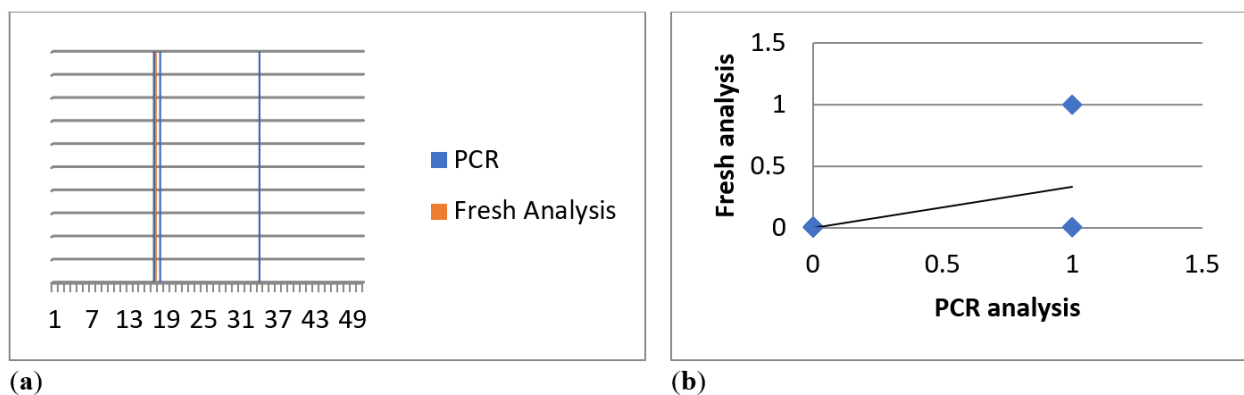 PCR
Fresh Analysis
1 7 13 19 25 31 37 43 49
(a)
Fresh analysis
1.5
1
0.5
0
0 0.5 1 1.5
PCR analysis
(b)